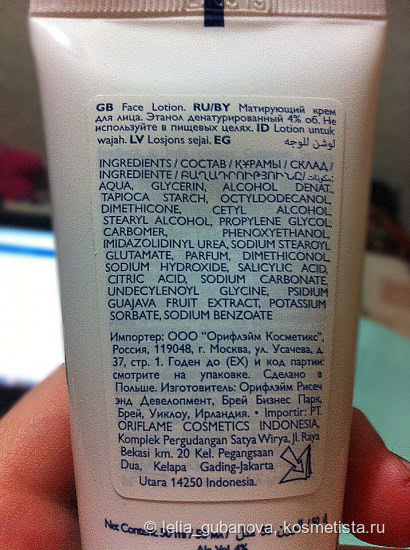 GB Face Lotion. RU/BY Матирующий крем
для лица. Этанол денатурированный 4% об. Не
используйте в пищевых целях. ID Lotion untuk
wajah. LV Losjons sejai. EG لوشن للوجه
INGREDIENTS / СОСТАВ / ҚҰРАМЫ / СКЛАД /
INGREDIENTE / ԲԱՂԱԴՐՈՒԹՅՈՒՆԸ/ مكونات:
AQUA, GLYCERIN, ALCOHOL DENAT.,
TAPIOCA STARCH, OCTYLDODECANOL,
DIMETHICONE, CETYL ALCOHOL,
STEARYL ALCOHOL, PROPYLENE GLYCOL,
CARBOMER, PHENOXYETHANOL,
IMIDAZOLIDINYL UREA, SODIUM STEAROYL
GLUTAMATE, PARFUM, DIMETHICONOL,
SODIUM HYDROXIDE, SALICYLIC ACID,
CITRIC ACID, SODIUM CARBONATE,
UNDECYLENOYL GLYCINE, PSIDIUM
GUAJAVA FRUIT EXTRACT, POTASSIUM
SORBATE, SODIUM BENZOATE
Импортер: ООО "Орифлэйм Косметикс",
Россия, 119048, г. Москва, ул. Усачева, д.
37, стр. 1. Годен до (EX) и код партии:
смотрите на упаковке. Сделано в
Польше. Изготовитель: Орифлэйм Рисеч
энд Девелопмент, Брей Бизнес Парк,
Брей, Уиклоу, Ирландия. • Importir: PT.
ORIFLAME COSMETICS INDONESIA,
Komplek Pergudangan Satya Wirya, Jl. Raya
Bekasi km. 20 Kel. Pegangsaan
Dua, Kelapa Gading-Jakarta
Utara 14250 Indonesia.
© lelia_gubanova, kosmetista.ru
Alc.Vol 4%